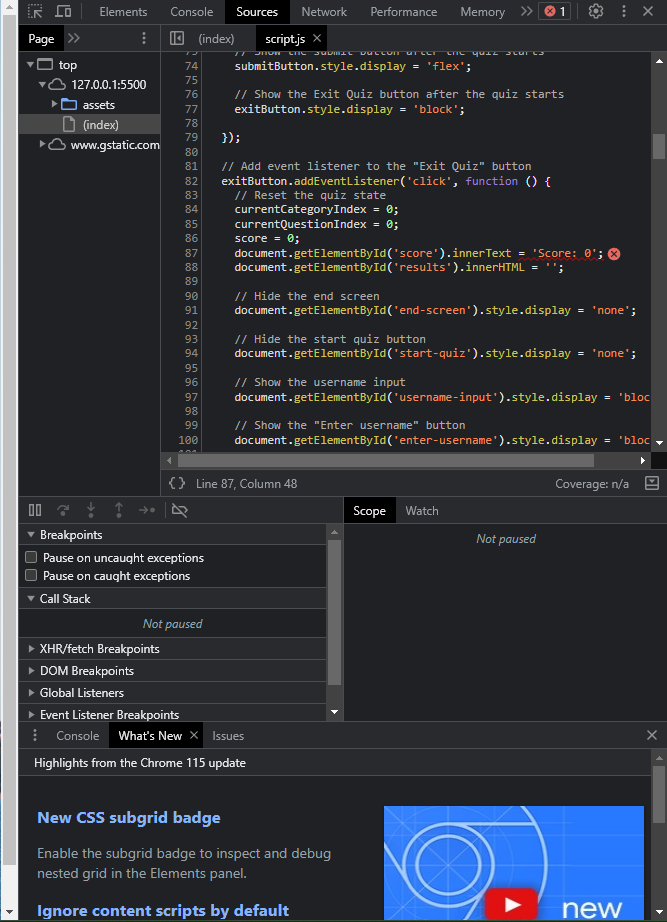 Elements Console Sources Network Performance Memory 1
Page (index) script.js
top
127.0.0.1:5500
assets
(index)
www.gstatic.com
73 // Show the submit button after the quiz starts
74 submitButton.style.display = 'flex';
75
76 // Show the Exit Quiz button after the quiz starts
77 exitButton.style.display = 'block';
78
79 });
80
81 // Add event listener to the "Exit Quiz" button
82 exitButton.addEventListener('click', function () {
83 // Reset the quiz state
84 currentCategoryIndex = 0;
85 currentQuestionIndex = 0;
86 score = 0;
87 document.getElementById('score').innerText = 'Score: 0';
88 document.getElementById('results').innerHTML = '';
89
90 // Hide the end screen
91 document.getElementById('end-screen').style.display = 'none';
92
93 // Hide the start quiz button
94 document.getElementById('start-quiz').style.display = 'none';
95
96 // Show the username input
97 document.getElementById('username-input').style.display = 'bloc
98
99 // Show the "Enter username" button
100 document.getElementById('enter-username').style.display = 'bloc
{} Line 87, Column 48 Coverage: n/a
Scope Watch
Breakpoints
Not paused
Pause on uncaught exceptions
Pause on caught exceptions
Call Stack
Not paused
XHR/fetch Breakpoints
DOM Breakpoints
Global Listeners
Event Listener Breakpoints
Console What's New Issues
Highlights from the Chrome 115 update
New CSS subgrid badge
Enable the subgrid badge to inspect and debug
nested grid in the Elements panel.
Ignore content scripts by default
new